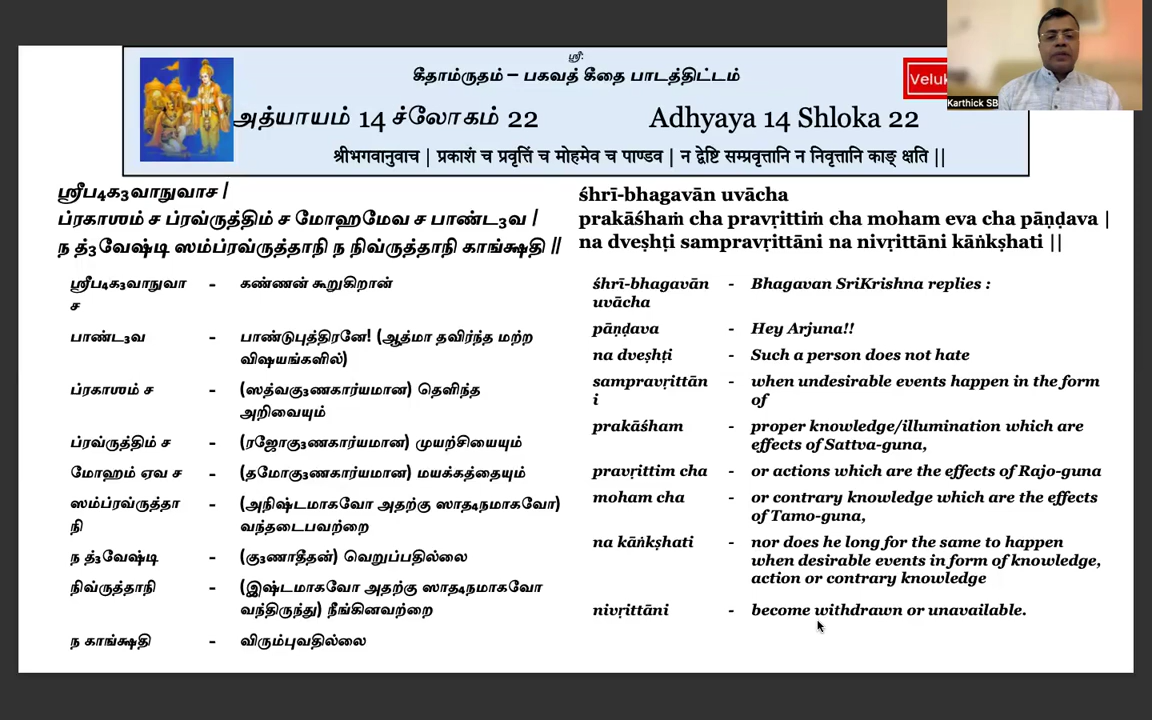 ஸ்ரீ:
கீதாம்ருதம் – பகவத் கீதை பாடத்திட்டம்
அத்யாயம் 14 ச்லோகம் 22 Adhyaya 14 Shloka 22
श्रीभगवानुवाच | प्रकाशं च प्रवृत्तिं च मोहमेव च पाण्डव | न द्वेष्टि सम्प्रवृत्तानि न निवृत्तानि काङ् क्षति ||
Veluk
Karthick SB
ஸ்ரீப4க3வாநுவாச |
ப்ரகாஶம் ச ப்ரவ்ருத்திம் ச மோஹமேவ ச பாண்ட3வ |
ந த்3வேஷ்டி ஸம்ப்ரவ்ருத்தாநி ந நிவ்ருத்தாநி காங்க்ஷதி ||
ஸ்ரீப4க3வாநுவா - கண்ணன் கூறுகிறான்
ச
பாண்ட3வ - பாண்டுபுத்திரனே! (ஆத்மா தவிர்ந்த மற்ற
விஷயங்களில்)
ப்ரகாஶம் ச - (ஸத்வகு3ணகார்யமான) தெளிந்த
அறிவையும்
ப்ரவ்ருத்திம் ச - (ரஜோகு3ணகார்யமான) முயற்சியையும்
மோஹம் ஏவ ச - (தமோகு3ணகார்யமான) மயக்கத்தையும்
ஸம்ப்ரவ்ருத்தா - (அநிஷ்டமாகவோ அதற்கு ஸாத4நமாகவோ)
நி வந்தடைபவற்றை
ந த்3வேஷ்டி - (கு3ணாதீதன்) வெறுப்பதில்லை
நிவ்ருத்தாநி - (இஷ்டமாகவோ அதற்கு ஸாத4நமாகவோ
வந்திருந்து) நீங்கினவற்றை
ந காங்க்ஷதி - விரும்புவதில்லை
śhrī-bhagavān uvācha
prakāśhaṁ cha pravṛittiṁ cha moham eva cha pāṇḍava |
na dveṣhṭi sampravṛittāni na nivṛittāni kāṅkṣhati ||
śhrī-bhagavān - Bhagavan SriKrishna replies :
uvācha
pāṇḍava - Hey Arjuna!!
na dveṣhṭi - Such a person does not hate
sampravṛittān - when undesirable events happen in the form
i of
prakāśham - proper knowledge/illumination which are
effects of Sattva-guna,
pravṛittim cha - or actions which are the effects of Rajo-guna
moham cha - or contrary knowledge which are the effects
of Tamo-guna,
na kāṅkṣhati - nor does he long for the same to happen
when desirable events in form of knowledge,
action or contrary knowledge
nivṛittāni - become withdrawn or unavailable.